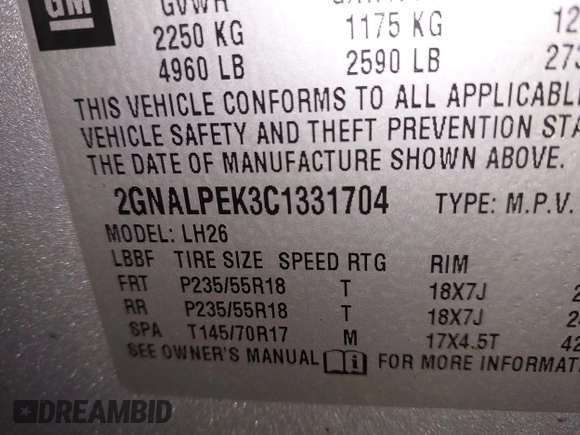 GM
GVWR
2250 KG 1175 KG
4960 LB 2590 LB
THIS VEHICLE CONFORMS TO ALL APPLICABL
VEHICLE SAFETY AND THEFT PREVENTION STA
THE DATE OF MANUFACTURE SHOWN ABOVE.
2GNALPEK3C1331704 TYPE: M.P.V.
MODEL: LH26
LBBF TIRE SIZE SPEED RTG RIM
FRT P235/55R18 T 18X7J
RR P235/55R18 T 18X7J
SPA T145/70R17 M 17X4.5T
SEE OWNER'S MANUAL i FOR MORE INFORMAT
DREAMBID